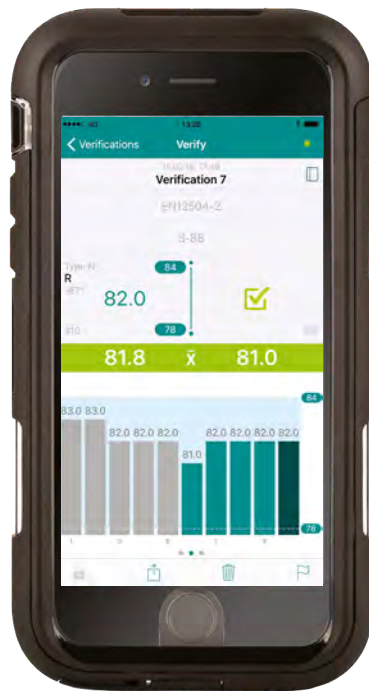 4G 13:20
Verifications Verify
Verification 7
EN12504-2
S-86
Type N
R 84
82.0
78
81.8 x̄ 81.0
84
83.0 83.0
82.0 82.0 82.0 82.0 82.0 82.0 82.0
81.0
78